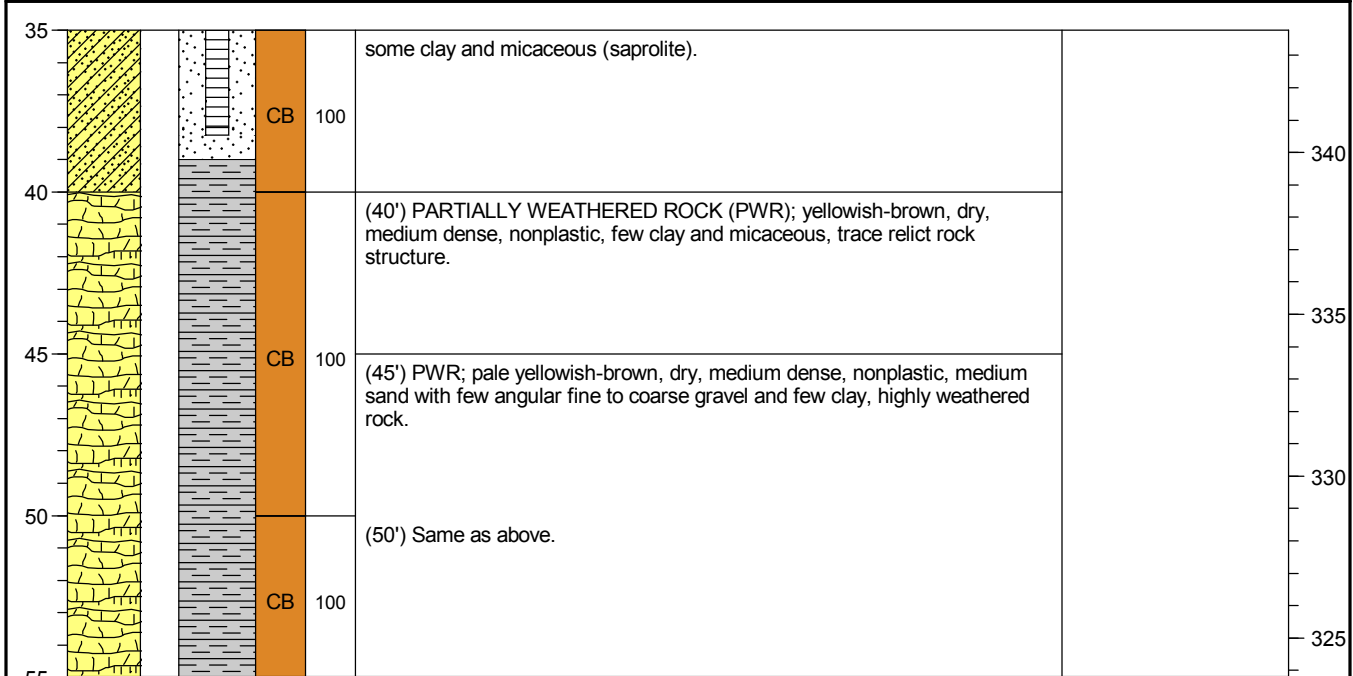 35
some clay and micaceous (saprolite).
CB 100
340
40
(40') PARTIALLY WEATHERED ROCK (PWR); yellowish-brown, dry,
medium dense, nonplastic, few clay and micaceous, trace relict rock
structure.
335
45
CB 100
(45') PWR; pale yellowish-brown, dry, medium dense, nonplastic, medium
sand with few angular fine to coarse gravel and few clay, highly weathered
rock.
330
50
(50') Same as above.
CB 100
325